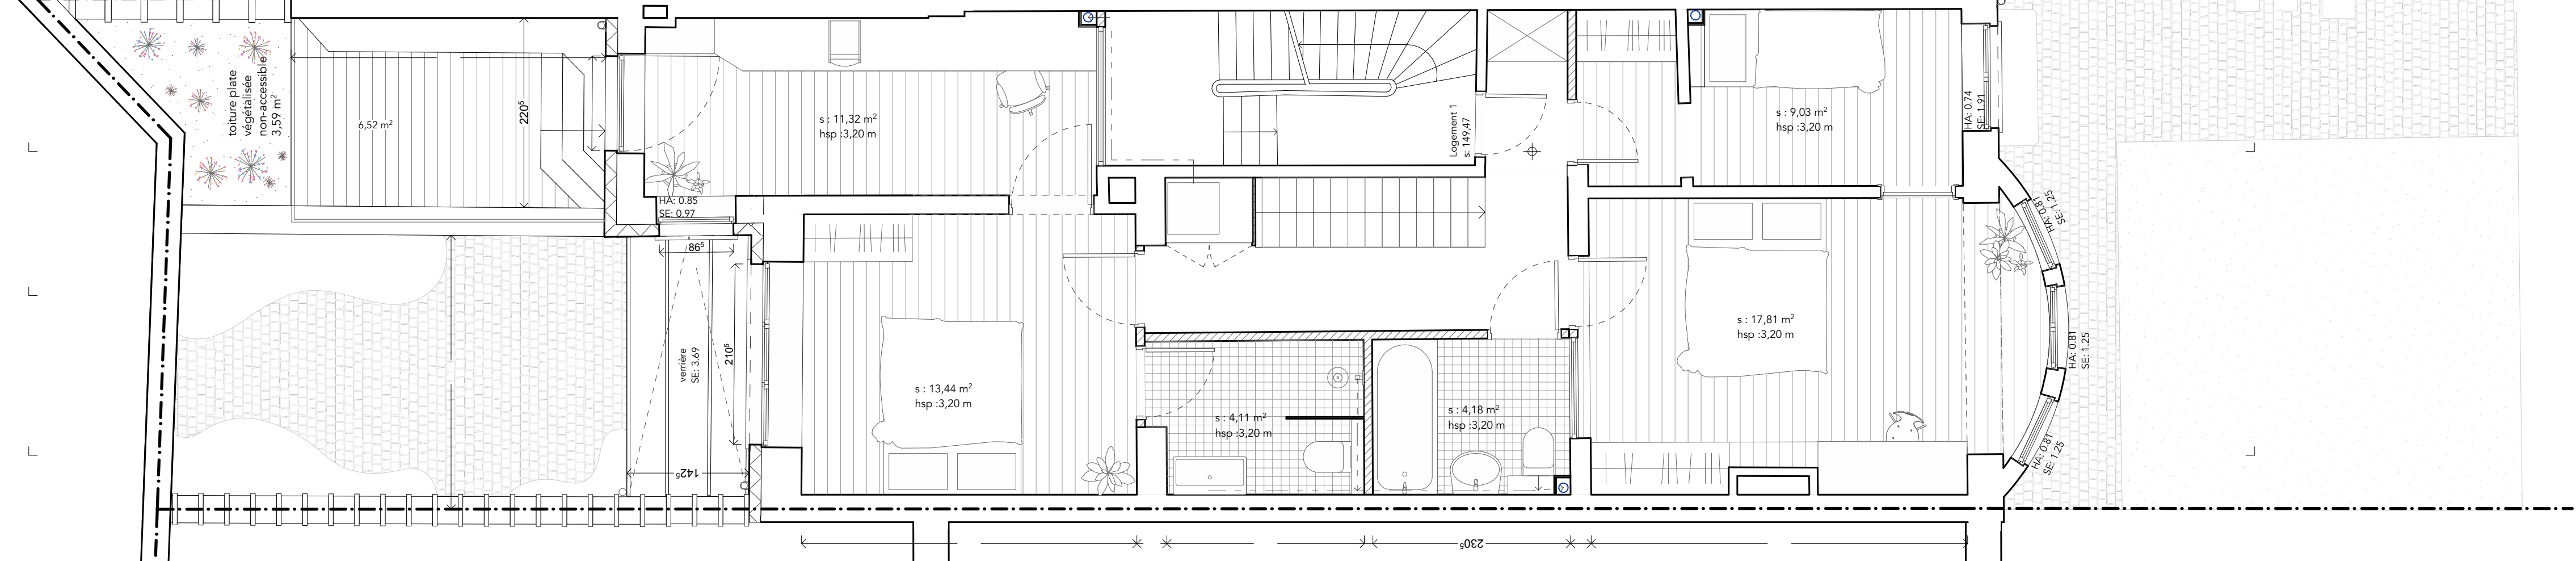 toiture plate
végétalisée
non-accessible
3,59 m²
6,52 m²
220⁵
s : 11,32 m²
hsp :3,20 m
HA: 0.85
SE: 0.97
86⁵
verrière
SE: 3.69
210⁵
142⁵
s : 13,44 m²
hsp :3,20 m
s : 4,11 m²
hsp :3,20 m
s : 4,18 m²
hsp :3,20 m
230⁵
Logement 1
s: 149,47
s : 9,03 m²
hsp :3,20 m
HA: 0.74
SE: 1.91
s : 17,81 m²
hsp :3,20 m
HA: 0.81
SE: 1.25
HA: 0.81
SE: 1.25
HA: 0.81
SE: 1.25